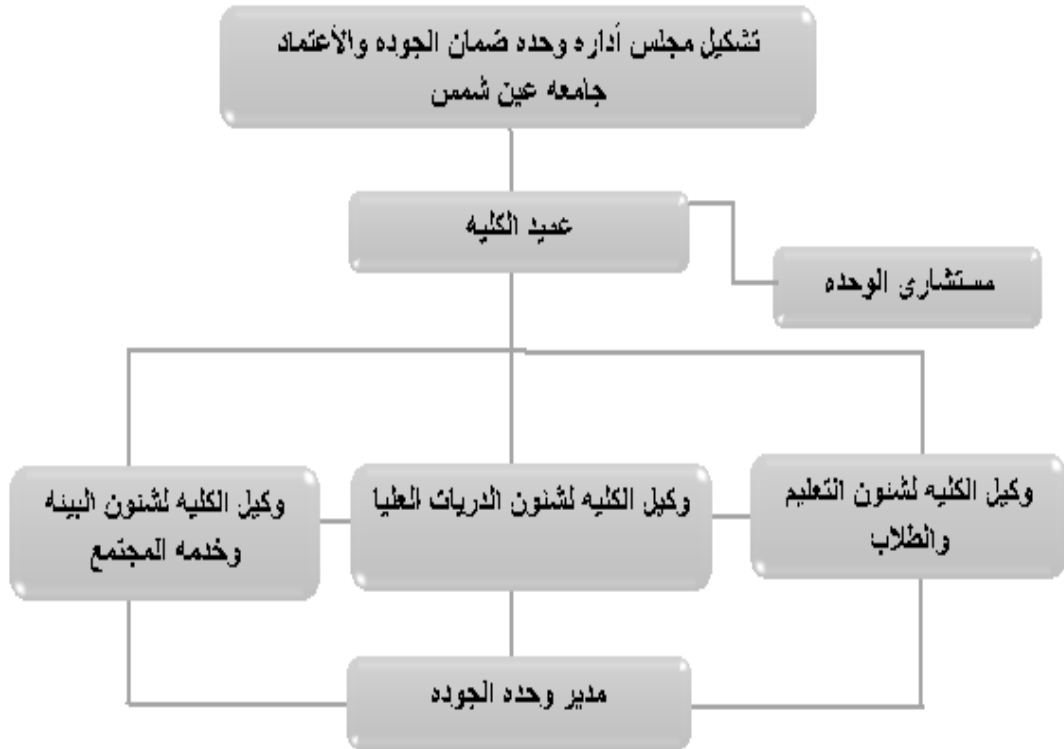 تشكيل مجلس أداره وحده ضمان الجوده والأعتماد
جامعه عين شمس
عميد الكليه
مستشارى الوحده
وكيل الكليه لشئون التعليم
والطلاب
وكيل الكليه لشئون الدريات العليا
وكيل الكليه لشئون البيئه
وخدمه المجتمع
مدير وحده الجوده